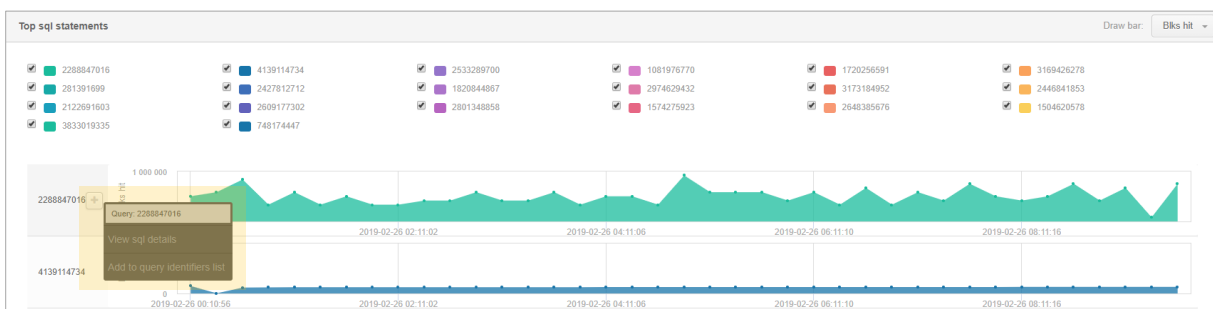 Top sql statements Draw bar: Blks hit
2288847016 4139114734 2533289700 1081976770 1720256591 3169426278
281391699 2427812712 1820844867 2974629432 3173184952 2446841853
2122691603 2609177302 2801348858 1574275923 2648385676 1504620578
3833019335 748174447
1 000 000
2288847016 +
Query: 2288847016
2019-02-26 02:11:02 2019-02-26 04:11:06 2019-02-26 06:11:10 2019-02-26 08:11:16
View sql details
4139114734
Add to query identifiers list
0
2019-02-26 00:10:56 2019-02-26 02:11:02 2019-02-26 04:11:06 2019-02-26 06:11:10 2019-02-26 08:11:16